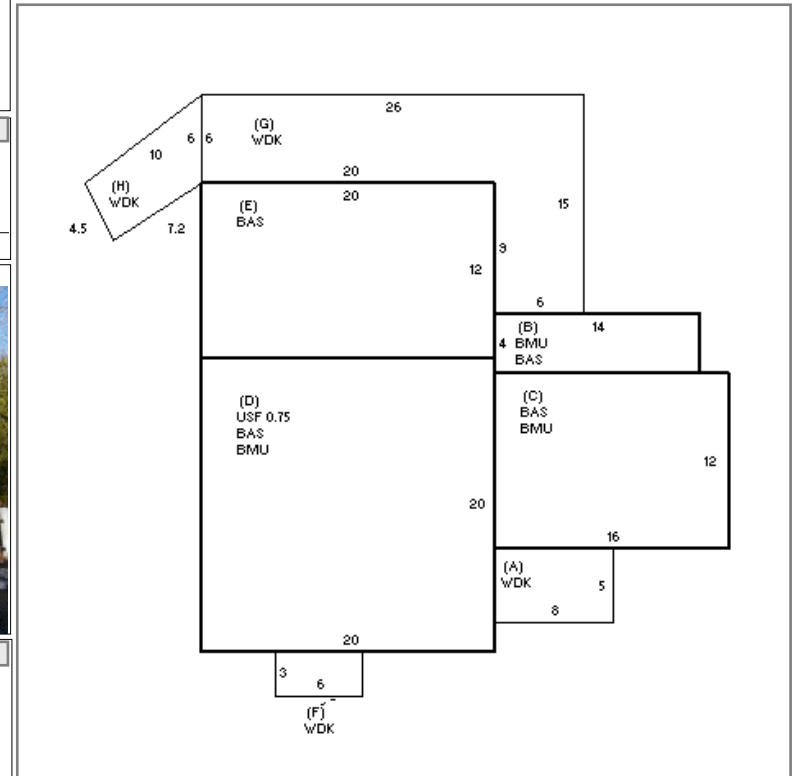 26
(G)
WDK
6 6
10
20
(H)
WDK
20
(E)
BAS
15
4.5
7.2
9
12
6
(B)
14
4 BMU
BAS
(D)
USF 0.75
BAS
BMU
(C)
BAS
BMU
12
20
16
(A)
WDK
5
8
20
3
6
(F)
WDK